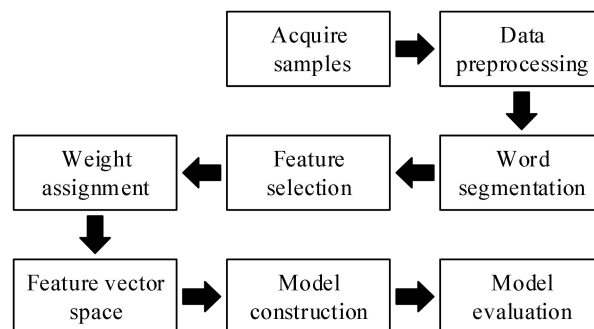 Acquire
samples
Data
preprocessing
Word
segmentation
Feature
selection
Weight
assignment
Feature vector
space
Model
construction
Model
evaluation